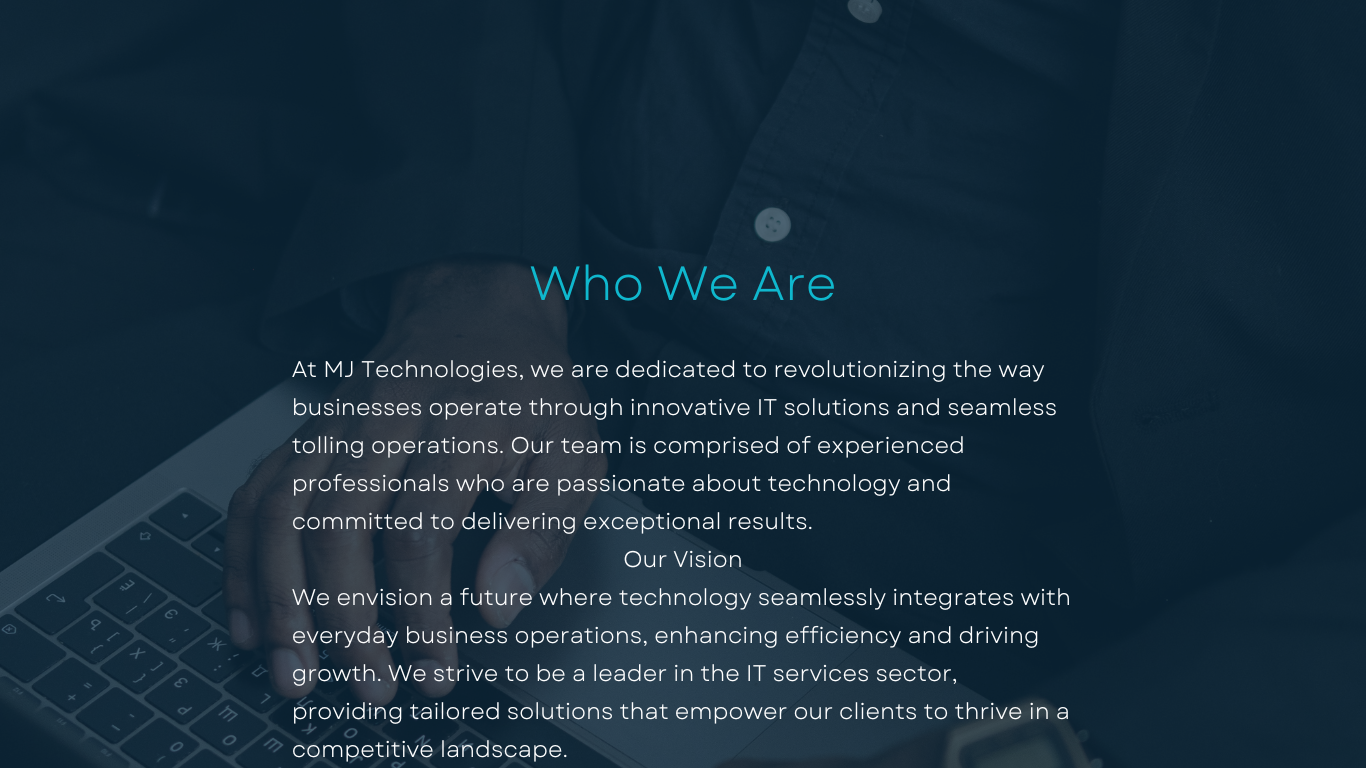 Who We Are
At MJ Technologies, we are dedicated to revolutionizing the way
businesses operate through innovative IT solutions and seamless
tolling operations. Our team is comprised of experienced
professionals who are passionate about technology and
committed to delivering exceptional results.
Our Vision
We envision a future where technology seamlessly integrates with
everyday business operations, enhancing efficiency and driving
growth. We strive to be a leader in the IT services sector,
providing tailored solutions that empower our clients to thrive in a
competitive landscape.